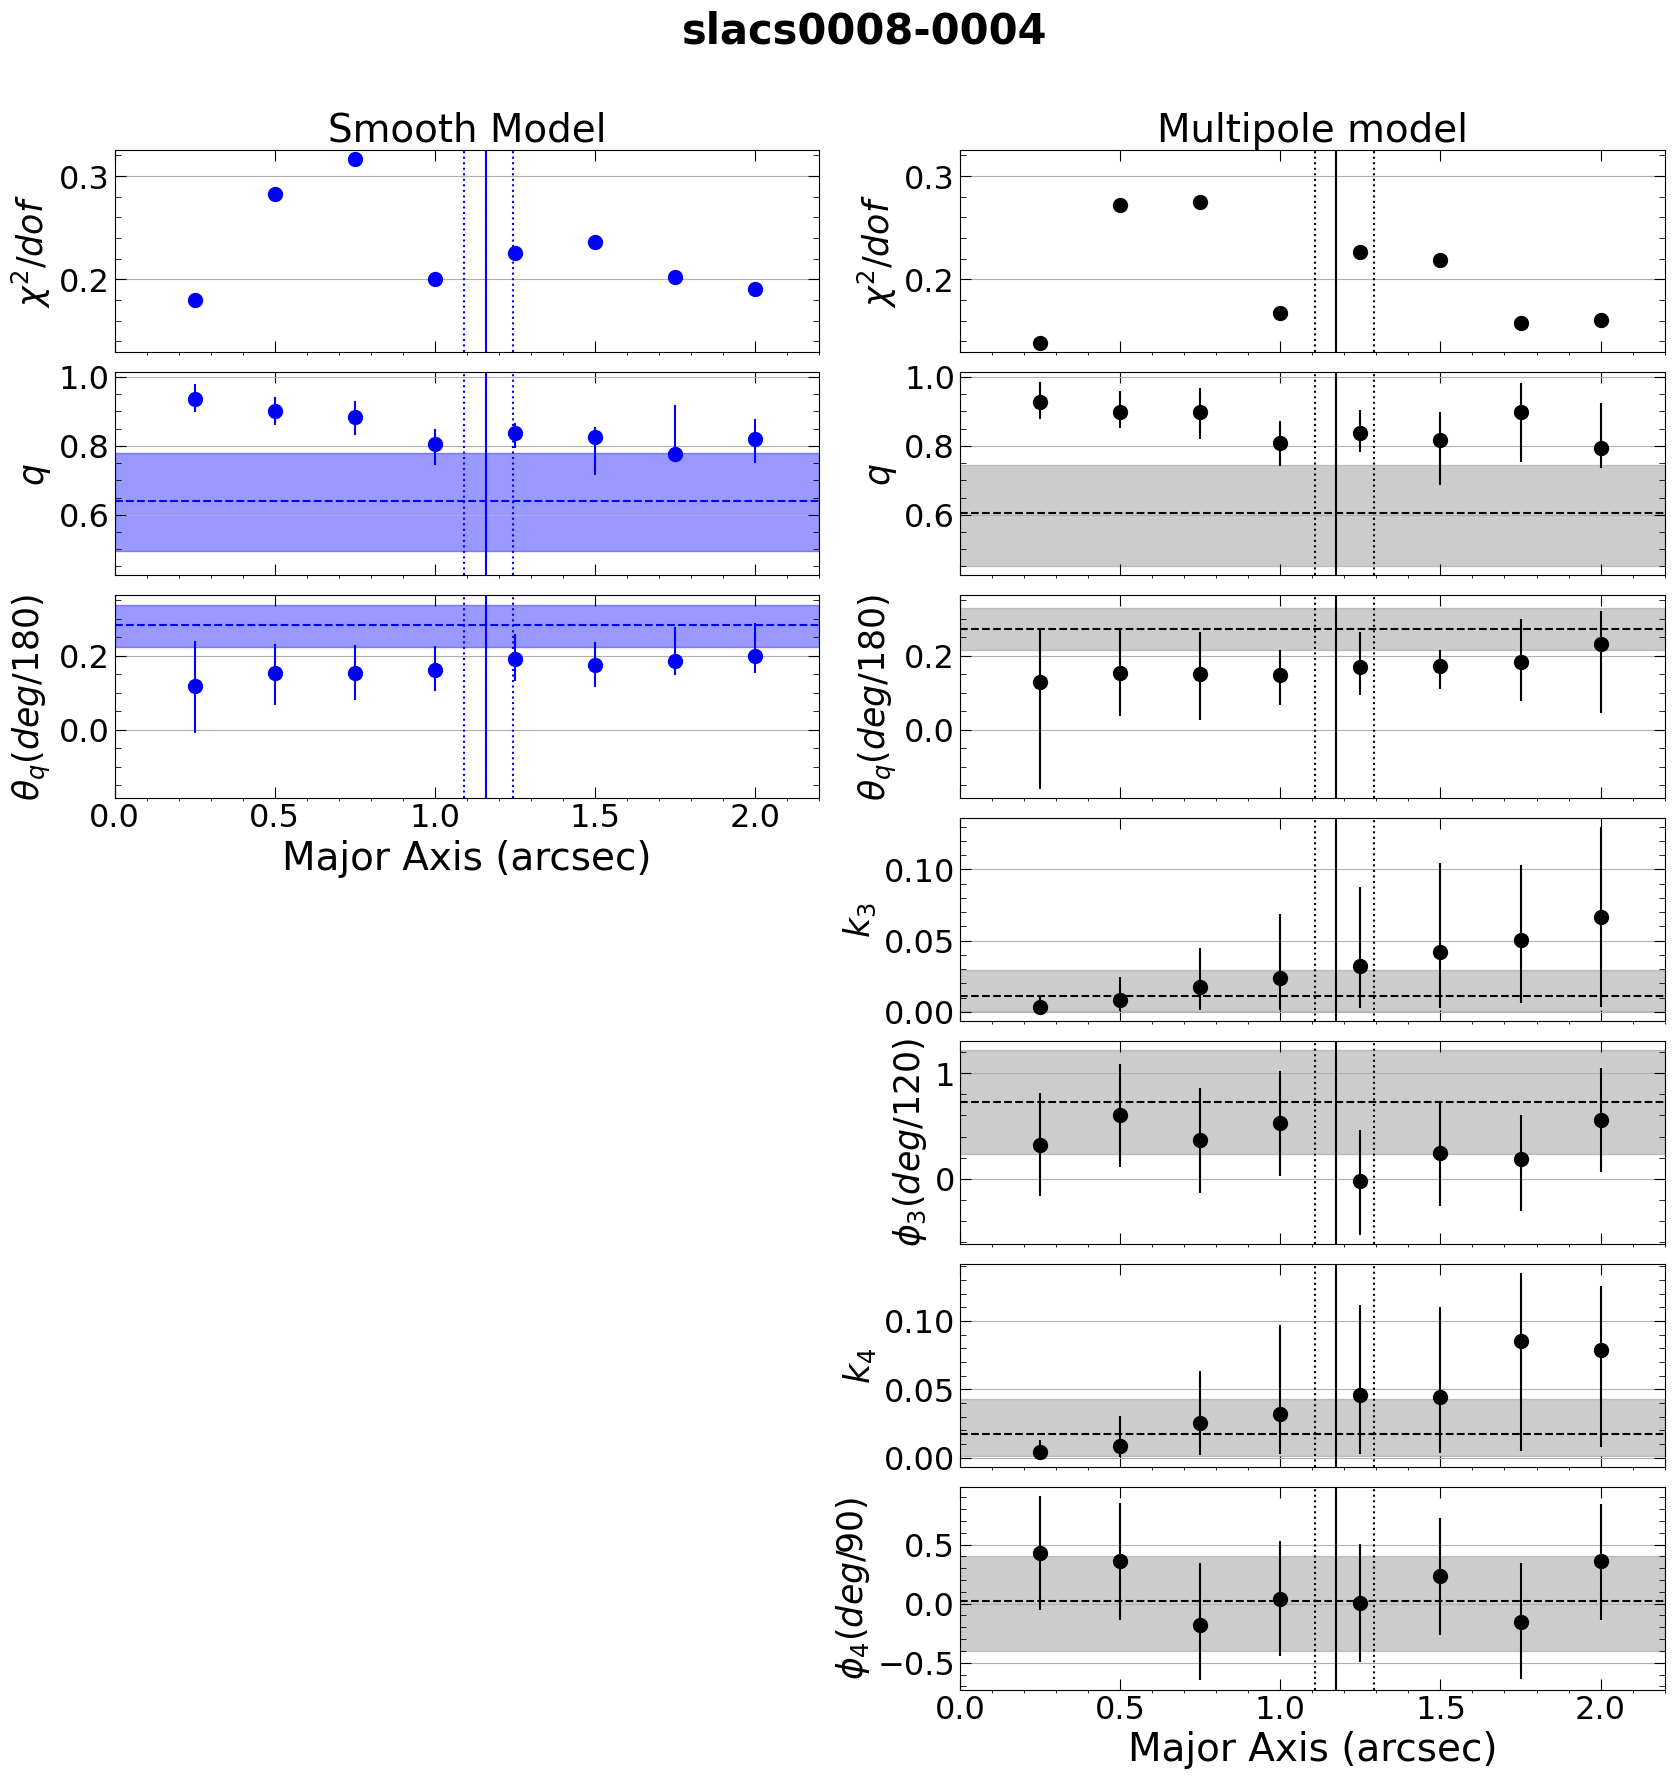 slacs0008-0004
Smooth Model
Multipole model
χ²/dof
0.3
0.2
χ²/dof
0.3
0.2
q
1.0
0.8
0.6
q
1.0
0.8
0.6
θ_q(deg/180)
0.2
0.0
θ_q(deg/180)
0.2
0.0
0.0 0.5 1.0 1.5 2.0
Major Axis (arcsec)
k₃
0.10
0.05
0.00
ϕ₃(deg/120)
1
0
k₄
0.10
0.05
0.00
ϕ₄(deg/90)
0.5
0.0
−0.5
0.0 0.5 1.0 1.5 2.0
Major Axis (arcsec)